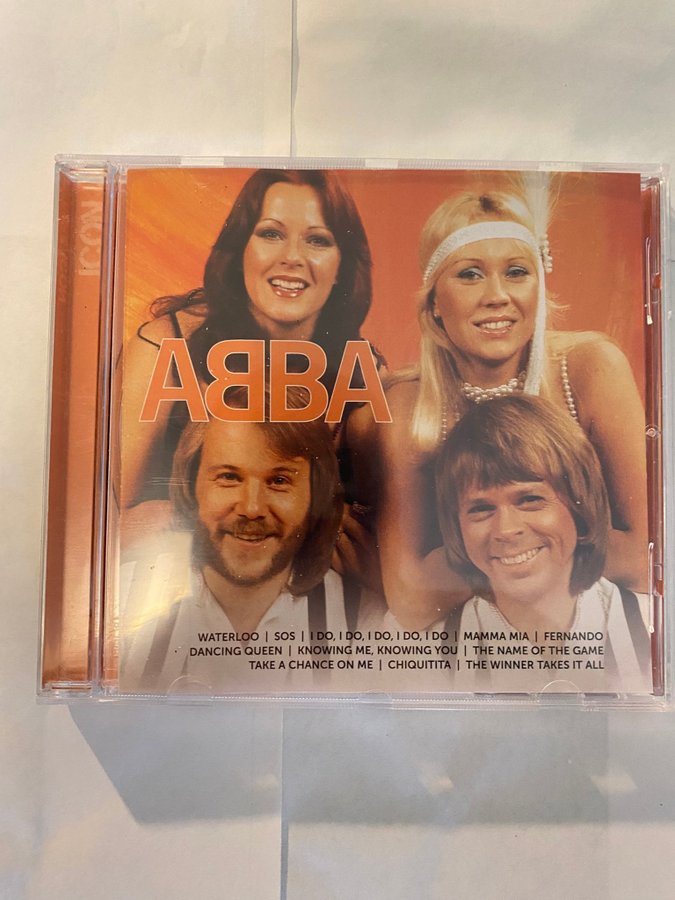 ICON
ABBA
WATERLOO | SOS | I DO, I DO, I DO, I DO, I DO | MAMMA MIA | FERNANDO
DANCING QUEEN | KNOWING ME, KNOWING YOU | THE NAME OF THE GAME
TAKE A CHANCE ON ME | CHIQUITITA | THE WINNER TAKES IT ALL